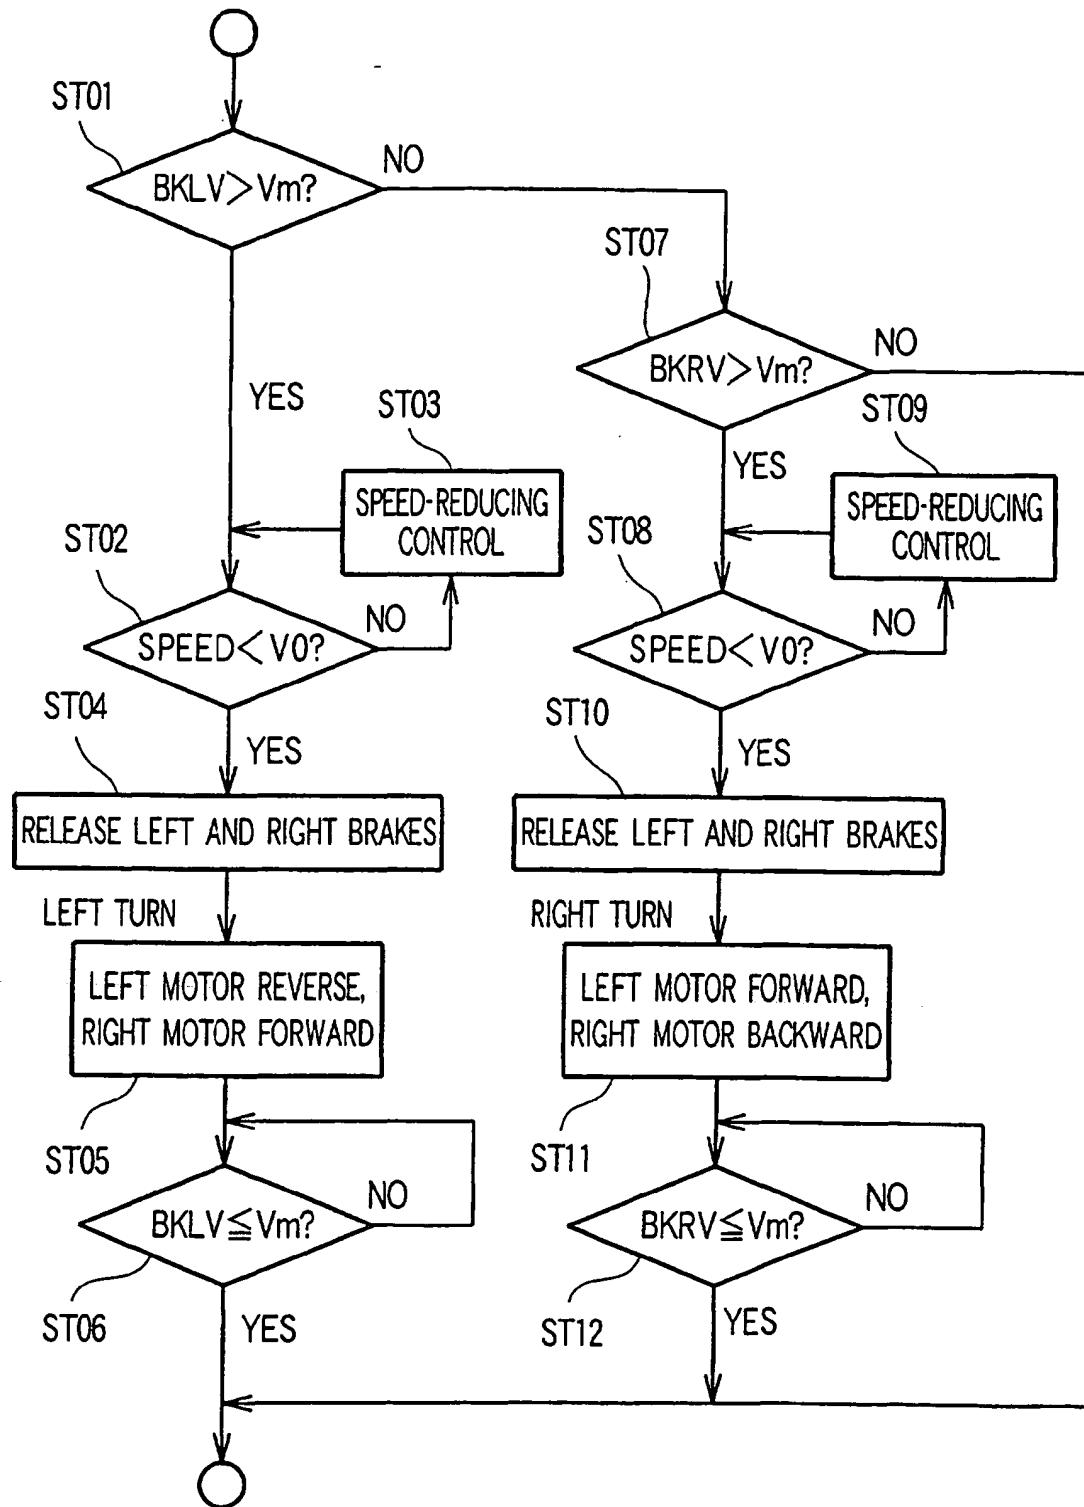 ST01
BKLV>Vm?
NO
YES
ST07
BKRV>Vm?
NO
YES
ST03
SPEED-REDUCING
CONTROL
ST09
SPEED-REDUCING
CONTROL
ST02
SPEED<V0?
NO
YES
ST08
SPEED<V0?
NO
YES
ST04
RELEASE LEFT AND RIGHT BRAKES
ST10
RELEASE LEFT AND RIGHT BRAKES
LEFT TURN
RIGHT TURN
LEFT MOTOR REVERSE,
RIGHT MOTOR FORWARD
LEFT MOTOR FORWARD,
RIGHT MOTOR BACKWARD
ST05
ST11
BKLV≦Vm?
NO
BKRV≦Vm?
NO
ST06
YES
ST12
YES